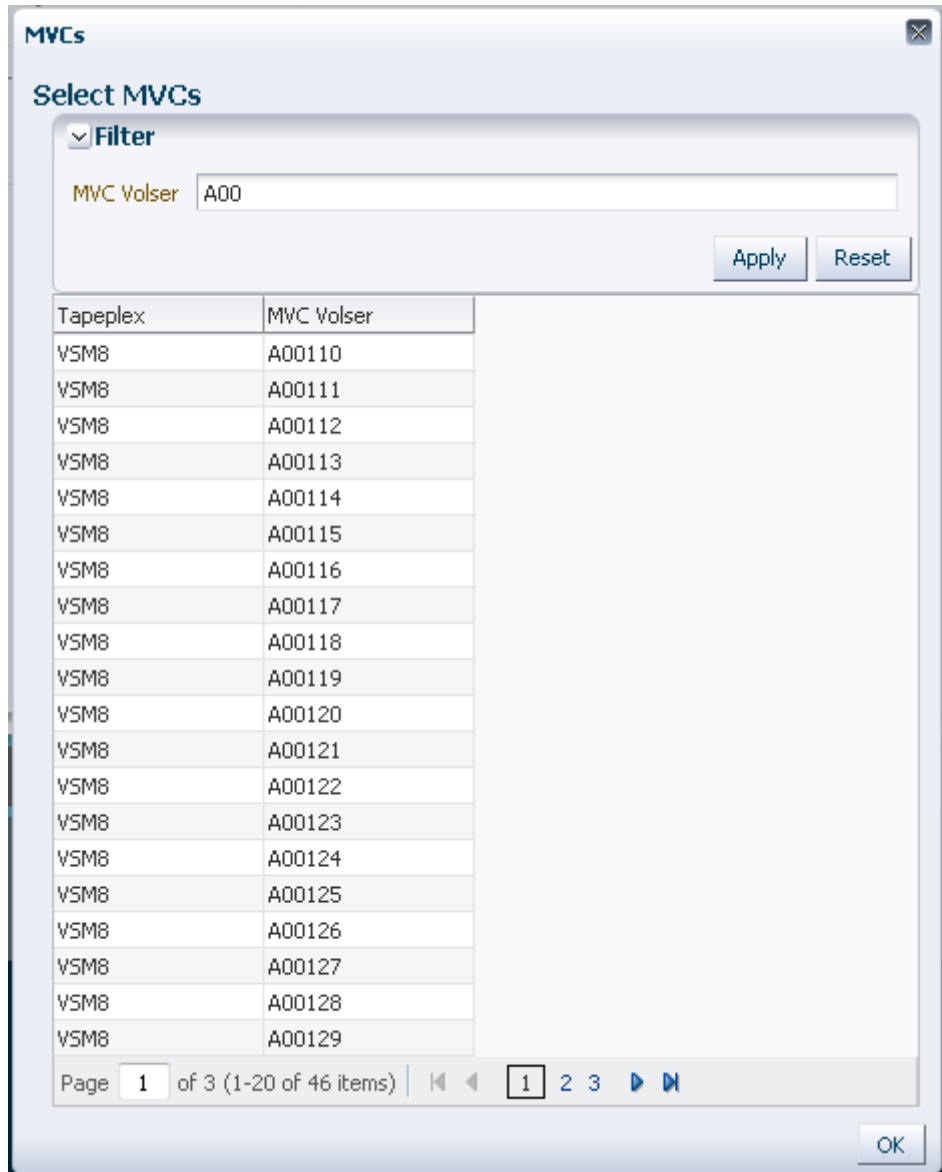 MVCs
Select MVCs
Filter
MVC Volser A00
Apply Reset
Tapeplex MVC Volser
VSM8 A00110
VSM8 A00111
VSM8 A00112
VSM8 A00113
VSM8 A00114
VSM8 A00115
VSM8 A00116
VSM8 A00117
VSM8 A00118
VSM8 A00119
VSM8 A00120
VSM8 A00121
VSM8 A00122
VSM8 A00123
VSM8 A00124
VSM8 A00125
VSM8 A00126
VSM8 A00127
VSM8 A00128
VSM8 A00129
Page 1 of 3 (1-20 of 46 items) 1 2 3
OK